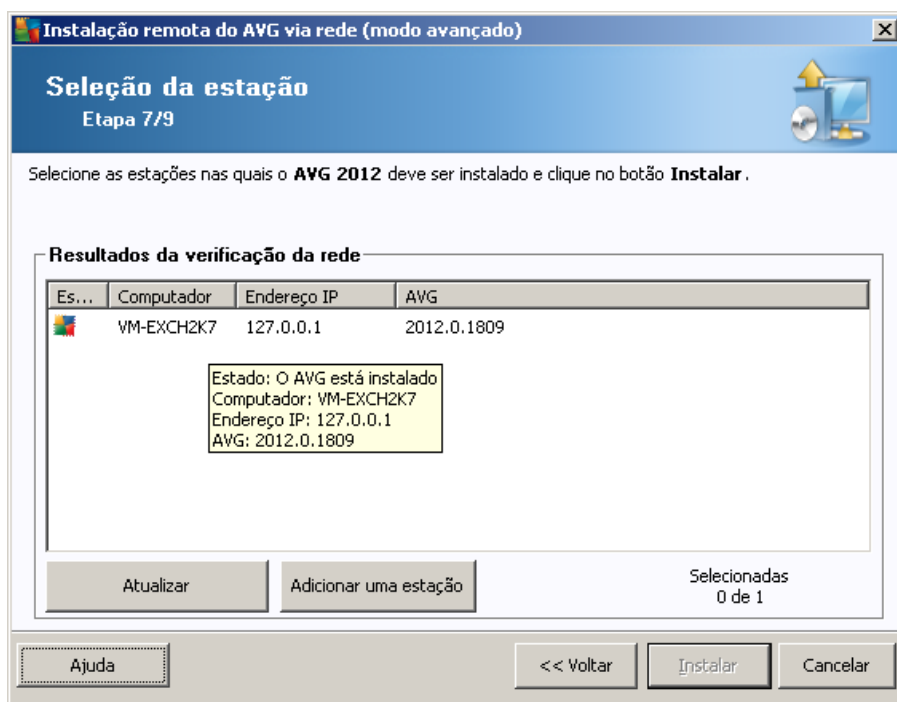 Instalação remota do AVG via rede (modo avançado)
Seleção da estação
Etapa 7/9
Selecione as estações nas quais o AVG 2012 deve ser instalado e clique no botão Instalar.
Resultados da verificação da rede
Es... Computador Endereço IP AVG
VM-EXCH2K7 127.0.0.1 2012.0.1809
Estado: O AVG está instalado
Computador: VM-EXCH2K7
Endereço IP: 127.0.0.1
AVG: 2012.0.1809
Atualizar Adicionar uma estação Selecionadas
0 de 1
Ajuda << Voltar Instalar Cancelar